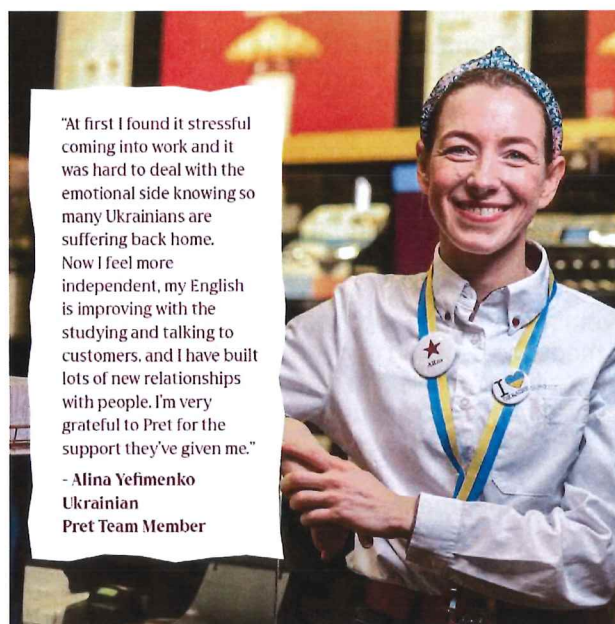 “At first I found it stressful
coming into work and it
was hard to deal with the
emotional side knowing so
many Ukrainians are
suffering back home.
Now I feel more
independent, my English
is improving with the
studying and talking to
customers, and I have built
lots of new relationships
with people. I’m very
grateful to Pret for the
support they’ve given me.”
- Alina Yefimenko
Ukrainian
Pret Team Member
Alina
I